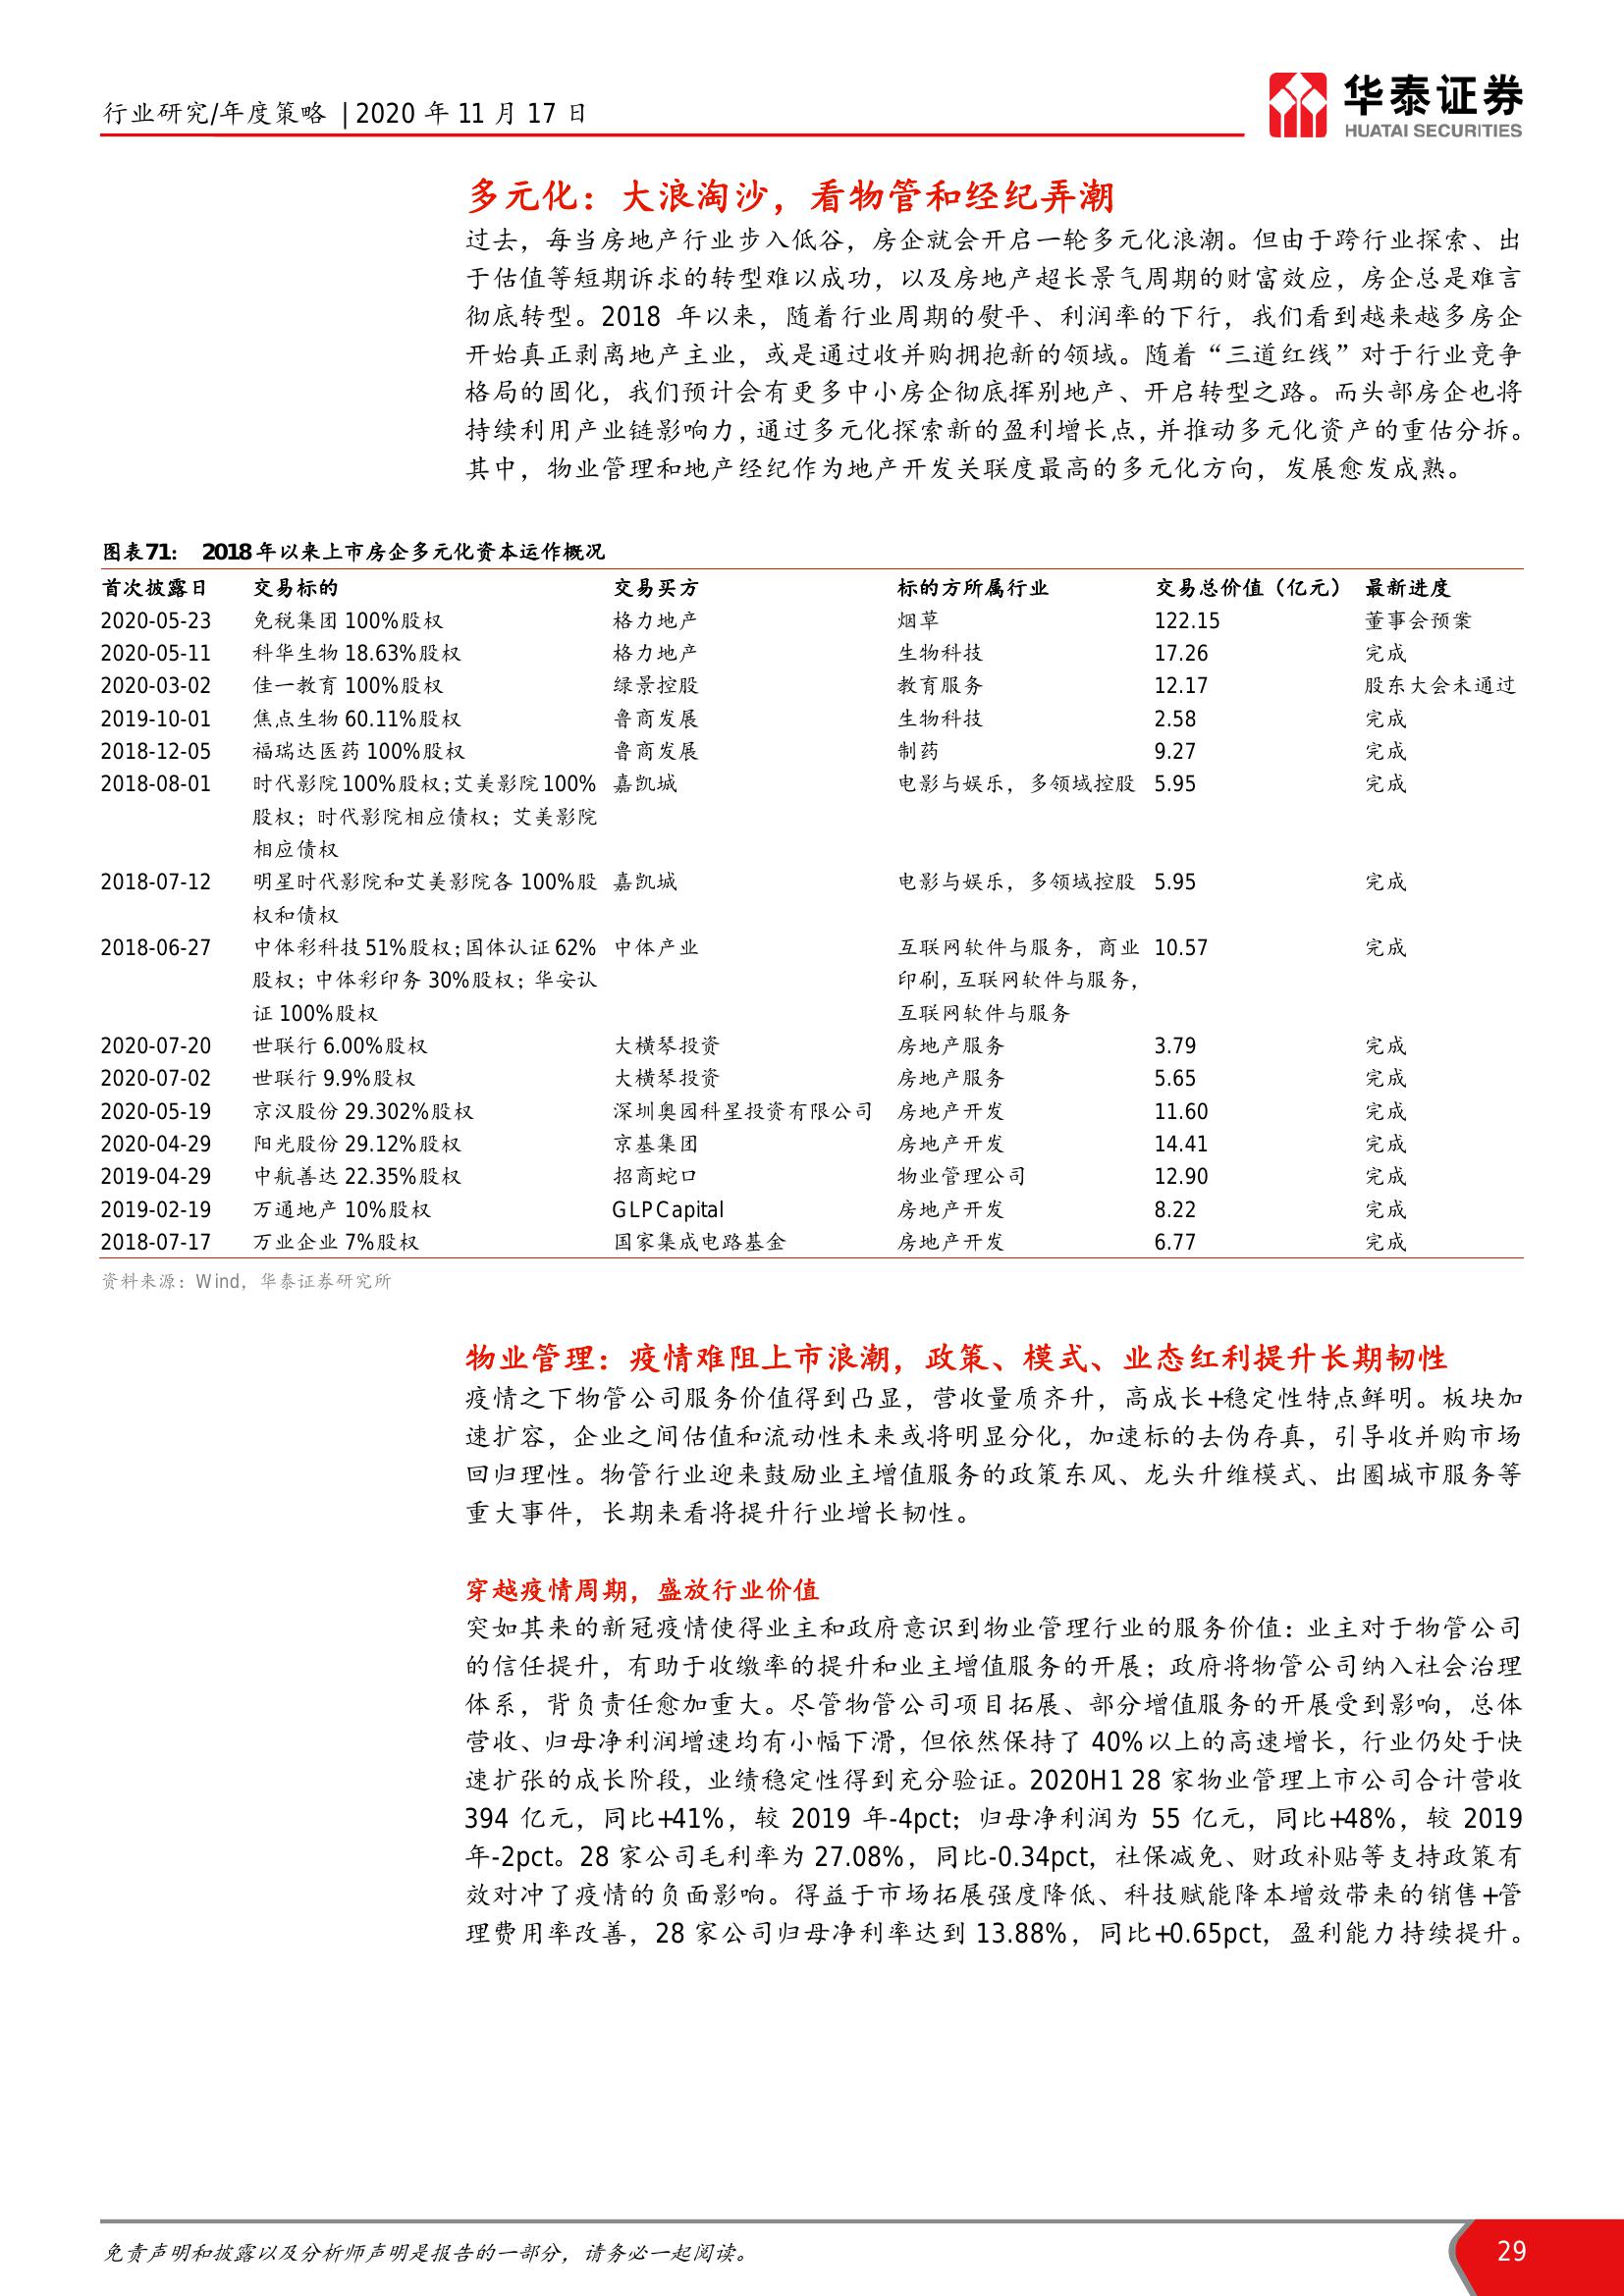 行业研究/年度策略 | 2020 年 11 月 17 日
华泰证券
HUATAI SECURITIES
多元化：大浪淘沙，看物管和经纪弄潮
过去，每当房地产行业步入低谷，房企就会开启一轮多元化浪潮。但由于跨行业探索、出
于估值等短期诉求的转型难以成功，以及房地产超长景气周期的财富效应，房企总是难言
彻底转型。2018 年以来，随着行业周期的熨平、利润率的下行，我们看到越来越多房企
开始真正剥离地产主业，或是通过收并购拥抱新的领域。随着“三道红线”对于行业竞争
格局的固化，我们预计会有更多中小房企彻底挥别地产、开启转型之路。而头部房企也将
持续利用产业链影响力，通过多元化探索新的盈利增长点，并推动多元化资产的重估分拆。
其中，物业管理和地产经纪作为地产开发关联度最高的多元化方向，发展愈发成熟。
图表71： 2018年以来上市房企多元化资本运作概况
首次披露日 交易标的 交易买方 标的方所属行业 交易总价值（亿元） 最新进度
2020-05-23 免税集团 100%股权 格力地产 烟草 122.15 董事会预案
2020-05-11 科华生物 18.63%股权 格力地产 生物科技 17.26 完成
2020-03-02 佳一教育 100%股权 绿景控股 教育服务 12.17 股东大会未通过
2019-10-01 焦点生物 60.11%股权 鲁商发展 生物科技 2.58 完成
2018-12-05 福瑞达医药 100%股权 鲁商发展 制药 9.27 完成
2018-08-01 时代影院 100%股权；艾美影院 100% 嘉凯城 电影与娱乐，多领域控股 5.95 完成
股权；时代影院相应债权；艾美影院
相应债权
2018-07-12 明星时代影院和艾美影院各 100%股 嘉凯城 电影与娱乐，多领域控股 5.95 完成
权和债权
2018-06-27 中体彩科技 51%股权；国体认证 62% 中体产业 互联网软件与服务，商业 10.57 完成
股权；中体彩印务 30%股权；华安认 印刷，互联网软件与服务，
证 100%股权 互联网软件与服务
2020-07-20 世联行 6.00%股权 大横琴投资 房地产服务 3.79 完成
2020-07-02 世联行 9.9%股权 大横琴投资 房地产服务 5.65 完成
2020-05-19 京汉股份 29.302%股权 深圳奥园科星投资有限公司 房地产开发 11.60 完成
2020-04-29 阳光股份 29.12%股权 京基集团 房地产开发 14.41 完成
2019-04-29 中航善达 22.35%股权 招商蛇口 物业管理公司 12.90 完成
2019-02-19 万通地产 10%股权 GLP Capital 房地产开发 8.22 完成
2018-07-17 万业企业 7%股权 国家集成电路基金 房地产开发 6.77 完成
资料来源：Wind，华泰证券研究所
物业管理：疫情难阻上市浪潮，政策、模式、业态红利提升长期韧性
疫情之下物管公司服务价值得到凸显，营收量质齐升，高成长+稳定性特点鲜明。板块加
速扩容，企业之间估值和流动性未来或将明显分化，加速标的去伪存真，引导收并购市场
回归理性。物管行业迎来鼓励业主增值服务的政策东风、龙头升维模式、出圈城市服务等
重大事件，长期来看将提升行业增长韧性。
穿越疫情周期，盛放行业价值
突如其来的新冠疫情使得业主和政府意识到物业管理行业的服务价值：业主对于物管公司
的信任提升，有助于收缴率的提升和业主增值服务的开展；政府将物管公司纳入社会治理
体系，背负责任愈加重大。尽管物管公司项目拓展、部分增值服务的开展受到影响，总体
营收、归母净利润增速均有小幅下滑，但依然保持了 40%以上的高速增长，行业仍处于快
速扩张的成长阶段，业绩稳定性得到充分验证。2020H1 28 家物业管理上市公司合计营收
394 亿元，同比+41%，较 2019 年-4pct；归母净利润为 55 亿元，同比+48%，较 2019
年-2pct。28 家公司毛利率为 27.08%，同比-0.34pct，社保减免、财政补贴等支持政策有
效对冲了疫情的负面影响。得益于市场拓展强度降低、科技赋能降本增效带来的销售+管
理费用率改善，28 家公司归母净利率达到 13.88%，同比+0.65pct，盈利能力持续提升。
免责声明和披露以及分析师声明是报告的一部分，请务必一起阅读。
29